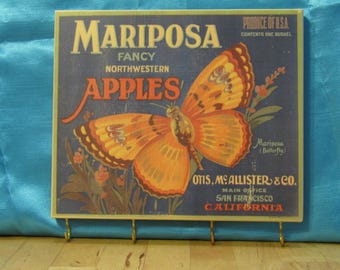 MARIPOSA
PRODUCE OF U.S.A.
CONTENTS ONE BUSHEL
FANCY
NORTHWESTERN
APPLES
Mariposa
(Butterfly)
OTIS, McALLISTER & CO.
MAIN OFFICE
SAN FRANCISCO
CALIFORNIA